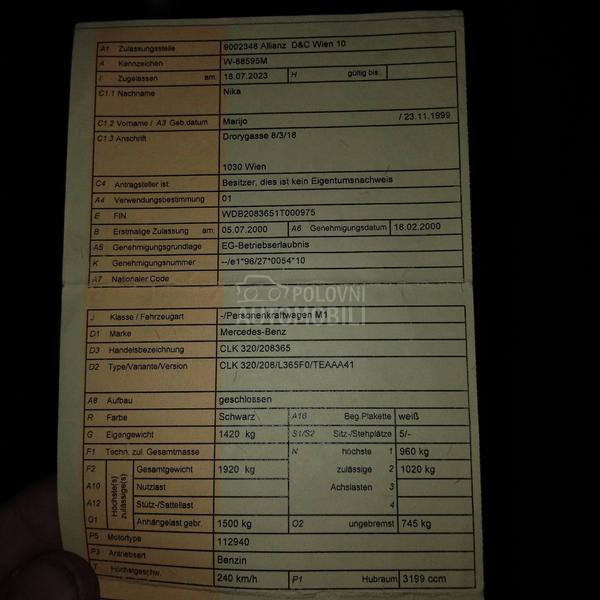 A1 Zulassungsstelle 9002348 Allianz D&C Wien 10
A Kennzeichen W-88595M
I Zugelassen am: 18.07.2023 H gültig bis:
C1.1 Nachname Nika
C1.2 Vorname / A3 Geb.datum Marijo / 23.11.1999
C1.3 Anschrift Drorygasse 8/3/18
1030 Wien
C4 Antragsteller ist: Besitzer, dies ist kein Eigentumsnachweis
A4 Verwendungsbestimmung 01
E FIN WDB2083651T000975
B Erstmalige Zulassung am: 05.07.2000 A6 Genehmigungsdatum 18.02.2000
A5 Genehmigungsgrundlage EG-Betriebserlaubnis
K Genehmigungsnummer --/e1*96/27*0054*10
A7 Nationaler Code
POLOVNI
AUTOMOBILI
J Klasse / Fahrzeugart -/Personenkraftwagen M1
D1 Marke Mercedes-Benz
D3 Handelsbezeichnung CLK 320/208365
D2 Type/Variante/Version CLK 320/208/L365F0/TEAAA41
A8 Aufbau geschlossen
R Farbe Schwarz A16 Beg.Plakette weiß
G Eigengewicht 1420 kg S1/S2 Sitz-/Stehplätze 5/-
F1 Techn. zul. Gesamtmasse N höchste 1 960 kg
F2 Höchste(s) zulässige(s) Gesamtgewicht 1920 kg zulässige 2 1020 kg
A10 Nutzlast Achslasten 3
A12 Stütz-/Sattellast 4
O1 Anhängelast gebr. 1500 kg O2 ungebremst 745 kg
P5 Motortype 112940
P3 Antriebsart Benzin
T Höchstgeschw. 240 km/h P1 Hubraum 3199 ccm